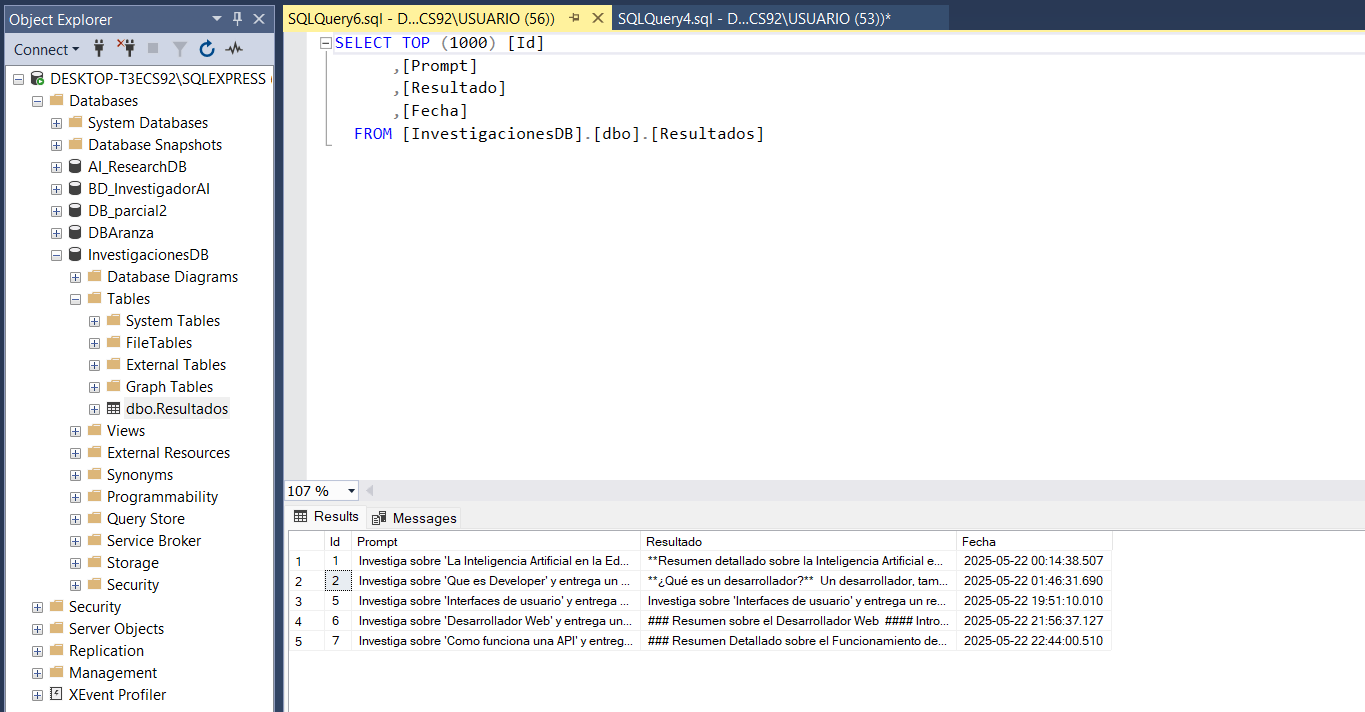 Object Explorer
Connect
DESKTOP-T3ECS92\SQLEXPRESS (
Databases
System Databases
Database Snapshots
AI_ResearchDB
BD_InvestigadorAI
DB_parcial2
DBAranza
InvestigacionesDB
Database Diagrams
Tables
System Tables
FileTables
External Tables
Graph Tables
dbo.Resultados
Views
External Resources
Synonyms
Programmability
Query Store
Service Broker
Storage
Security
Security
Server Objects
Replication
Management
XEvent Profiler
SQLQuery6.sql - D...CS92\USUARIO (56))
SQLQuery4.sql - D...CS92\USUARIO (53))*
SELECT TOP (1000) [Id]
,[Prompt]
,[Resultado]
,[Fecha]
FROM [InvestigacionesDB].[dbo].[Resultados]
107 %
Results Messages
Id Prompt Resultado Fecha
1 1 Investiga sobre 'La Inteligencia Artificial en la Ed... **Resumen detallado sobre la Inteligencia Artificial e... 2025-05-22 00:14:38.507
2 2 Investiga sobre 'Que es Developer' y entrega un ... **¿Qué es un desarrollador?** Un desarrollador, tam... 2025-05-22 01:46:31.690
3 5 Investiga sobre 'Interfaces de usuario' y entrega ... Investiga sobre 'Interfaces de usuario' y entrega un re... 2025-05-22 19:51:10.010
4 6 Investiga sobre 'Desarrollador Web' y entrega un... ### Resumen sobre el Desarrollador Web #### Intro... 2025-05-22 21:56:37.127
5 7 Investiga sobre 'Como funciona una API' y entreg... ### Resumen Detallado sobre el Funcionamiento de... 2025-05-22 22:44:00.510